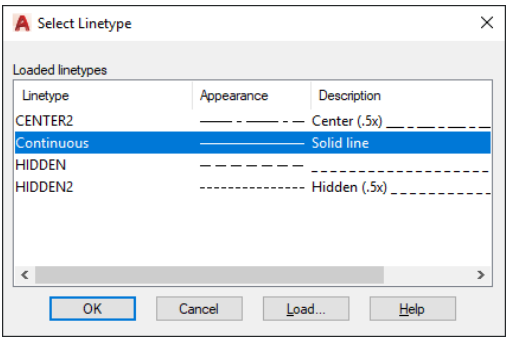 Select Linetype
Loaded linetypes
Linetype Appearance Description
CENTER2 Center (.5x)
Continuous Solid line
HIDDEN
HIDDEN2 Hidden (.5x)
OK Cancel Load... Help